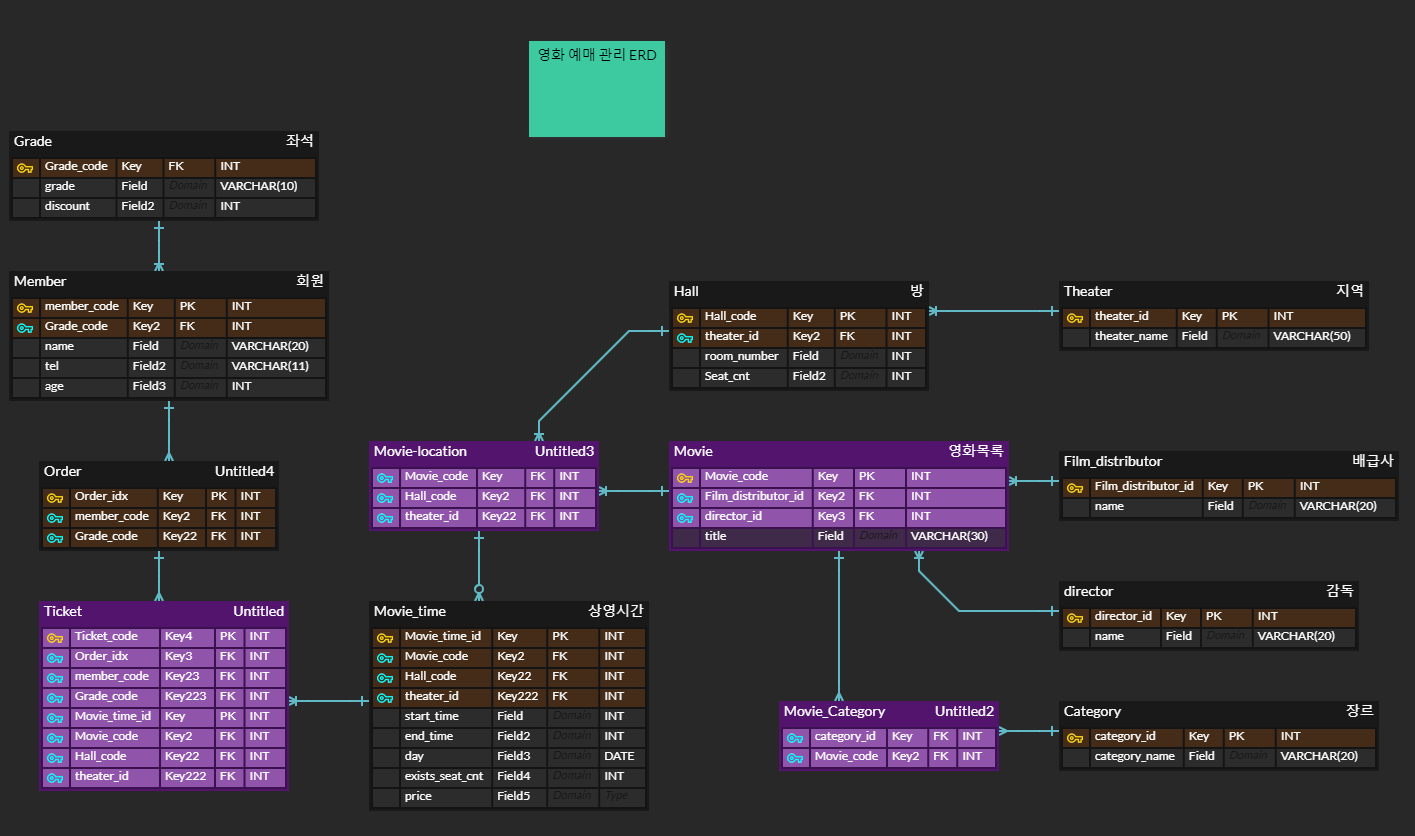 영화 예매 관리 ERD
Grade 좌석
Grade_code Key FK INT
grade Field Domain VARCHAR(10)
discount Field2 Domain INT
Member 회원
member_code Key PK INT
Grade_code Key2 FK INT
name Field Domain VARCHAR(20)
tel Field2 Domain VARCHAR(11)
age Field3 Domain INT
Order Untitled4
Order_idx Key PK INT
member_code Key2 FK INT
Grade_code Key22 FK INT
Ticket Untitled
Ticket_code Key4 PK INT
Order_idx Key3 FK INT
member_code Key23 FK INT
Grade_code Key223 FK INT
Movie_time_id Key PK INT
Movie_code Key2 FK INT
Hall_code Key22 FK INT
theater_id Key222 FK INT
Movie-location Untitled3
Movie_code Key FK INT
Hall_code Key2 FK INT
theater_id Key22 FK INT
Movie_time 상영시간
Movie_time_id Key PK INT
Movie_code Key2 FK INT
Hall_code Key22 FK INT
theater_id Key222 FK INT
start_time Field Domain INT
end_time Field2 Domain INT
day Field3 Domain DATE
exists_seat_cnt Field4 Domain INT
price Field5 Domain Type
Hall 방
Hall_code Key PK INT
theater_id Key2 FK INT
room_number Field Domain INT
Seat_cnt Field2 Domain INT
Movie 영화목록
Movie_code Key PK INT
Film_distributor_id Key2 FK INT
director_id Key3 FK INT
title Field Domain VARCHAR(30)
Movie_Category Untitled2
category_id Key FK INT
Movie_code Key2 FK INT
Theater 지역
theater_id Key PK INT
theater_name Field Domain VARCHAR(50)
Film_distributor 배급사
Film_distributor_id Key PK INT
name Field Domain VARCHAR(20)
director 감독
director_id Key PK INT
name Field Domain VARCHAR(20)
Category 장르
category_id Key PK INT
category_name Field Domain VARCHAR(20)